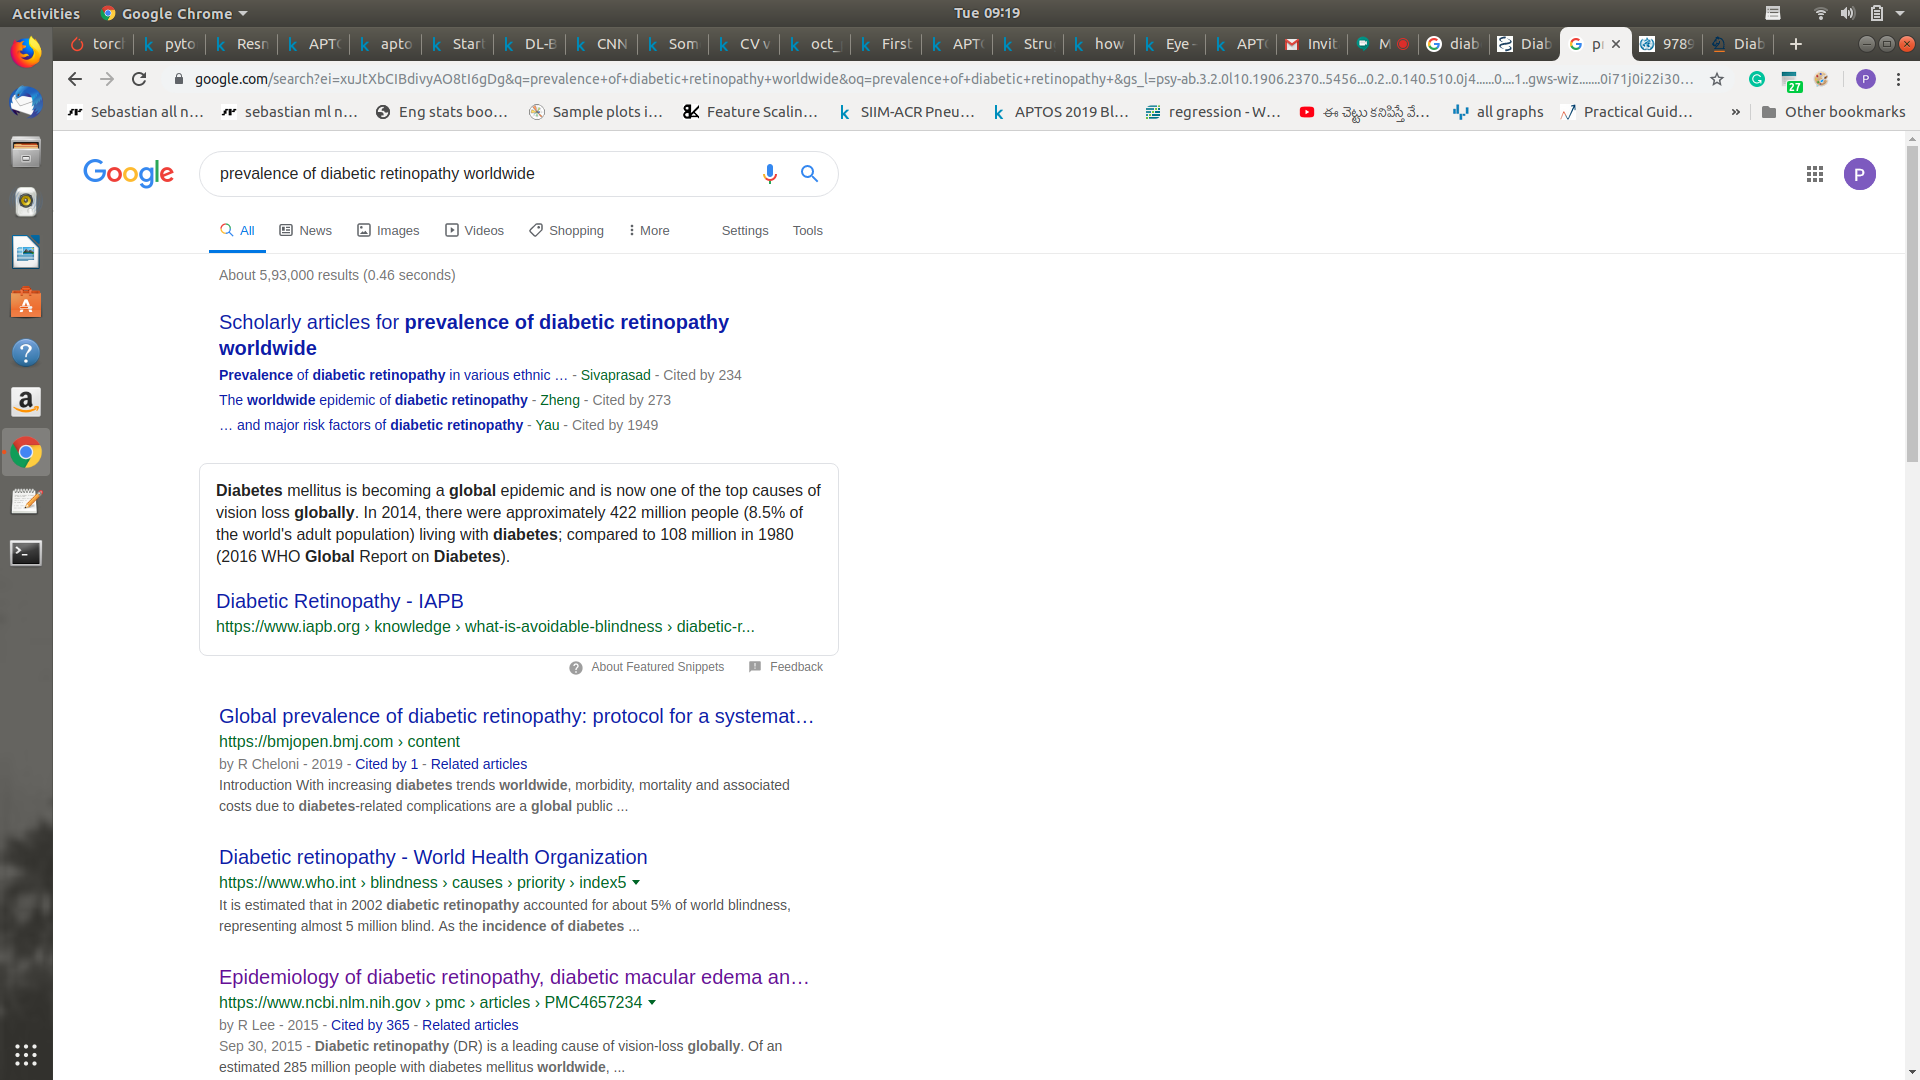 Activities Google Chrome Tue 09:19
torch pyto Resn APTO apto Start DL-B CNN Som CV v oct_ First APTO Stru how Eye - APTO Invit M diab Diab pr 9789 Diab
google.com/search?ei=xuJtXbCIBdivyAO8tI6gDg&q=prevalence+of+diabetic+retinopathy+worldwide&oq=prevalence+of+diabetic+retinopathy+&gs_l=psy-ab.3.2.0l10.1906.2370..5456...0.2..0.140.510.0j4......0....1..gws-wiz.......0i71j0i22i30... 27 P
Sebastian all n... sebastian ml n... Eng stats boo... Sample plots i... Feature Scalin... SIIM-ACR Pneu... APTOS 2019 Bl... regression - W... ఈ చెట్టు కనిపిస్తే వే... all graphs Practical Guid... » Other bookmarks
Google prevalence of diabetic retinopathy worldwide P
All News Images Videos Shopping More Settings Tools
About 5,93,000 results (0.46 seconds)
Scholarly articles for prevalence of diabetic retinopathy
worldwide
Prevalence of diabetic retinopathy in various ethnic … - Sivaprasad - Cited by 234
The worldwide epidemic of diabetic retinopathy - Zheng - Cited by 273
… and major risk factors of diabetic retinopathy - Yau - Cited by 1949
Diabetes mellitus is becoming a global epidemic and is now one of the top causes of
vision loss globally. In 2014, there were approximately 422 million people (8.5% of
the world's adult population) living with diabetes; compared to 108 million in 1980
(2016 WHO Global Report on Diabetes).
Diabetic Retinopathy - IAPB
https://www.iapb.org › knowledge › what-is-avoidable-blindness › diabetic-r...
About Featured Snippets Feedback
Global prevalence of diabetic retinopathy: protocol for a systemat…
https://bmjopen.bmj.com › content
by R Cheloni - 2019 - Cited by 1 - Related articles
Introduction With increasing diabetes trends worldwide, morbidity, mortality and associated
costs due to diabetes-related complications are a global public ...
Diabetic retinopathy - World Health Organization
https://www.who.int › blindness › causes › priority › index5
It is estimated that in 2002 diabetic retinopathy accounted for about 5% of world blindness,
representing almost 5 million blind. As the incidence of diabetes ...
Epidemiology of diabetic retinopathy, diabetic macular edema an…
https://www.ncbi.nlm.nih.gov › pmc › articles › PMC4657234
by R Lee - 2015 - Cited by 365 - Related articles
Sep 30, 2015 - Diabetic retinopathy (DR) is a leading cause of vision-loss globally. Of an
estimated 285 million people with diabetes mellitus worldwide, ...